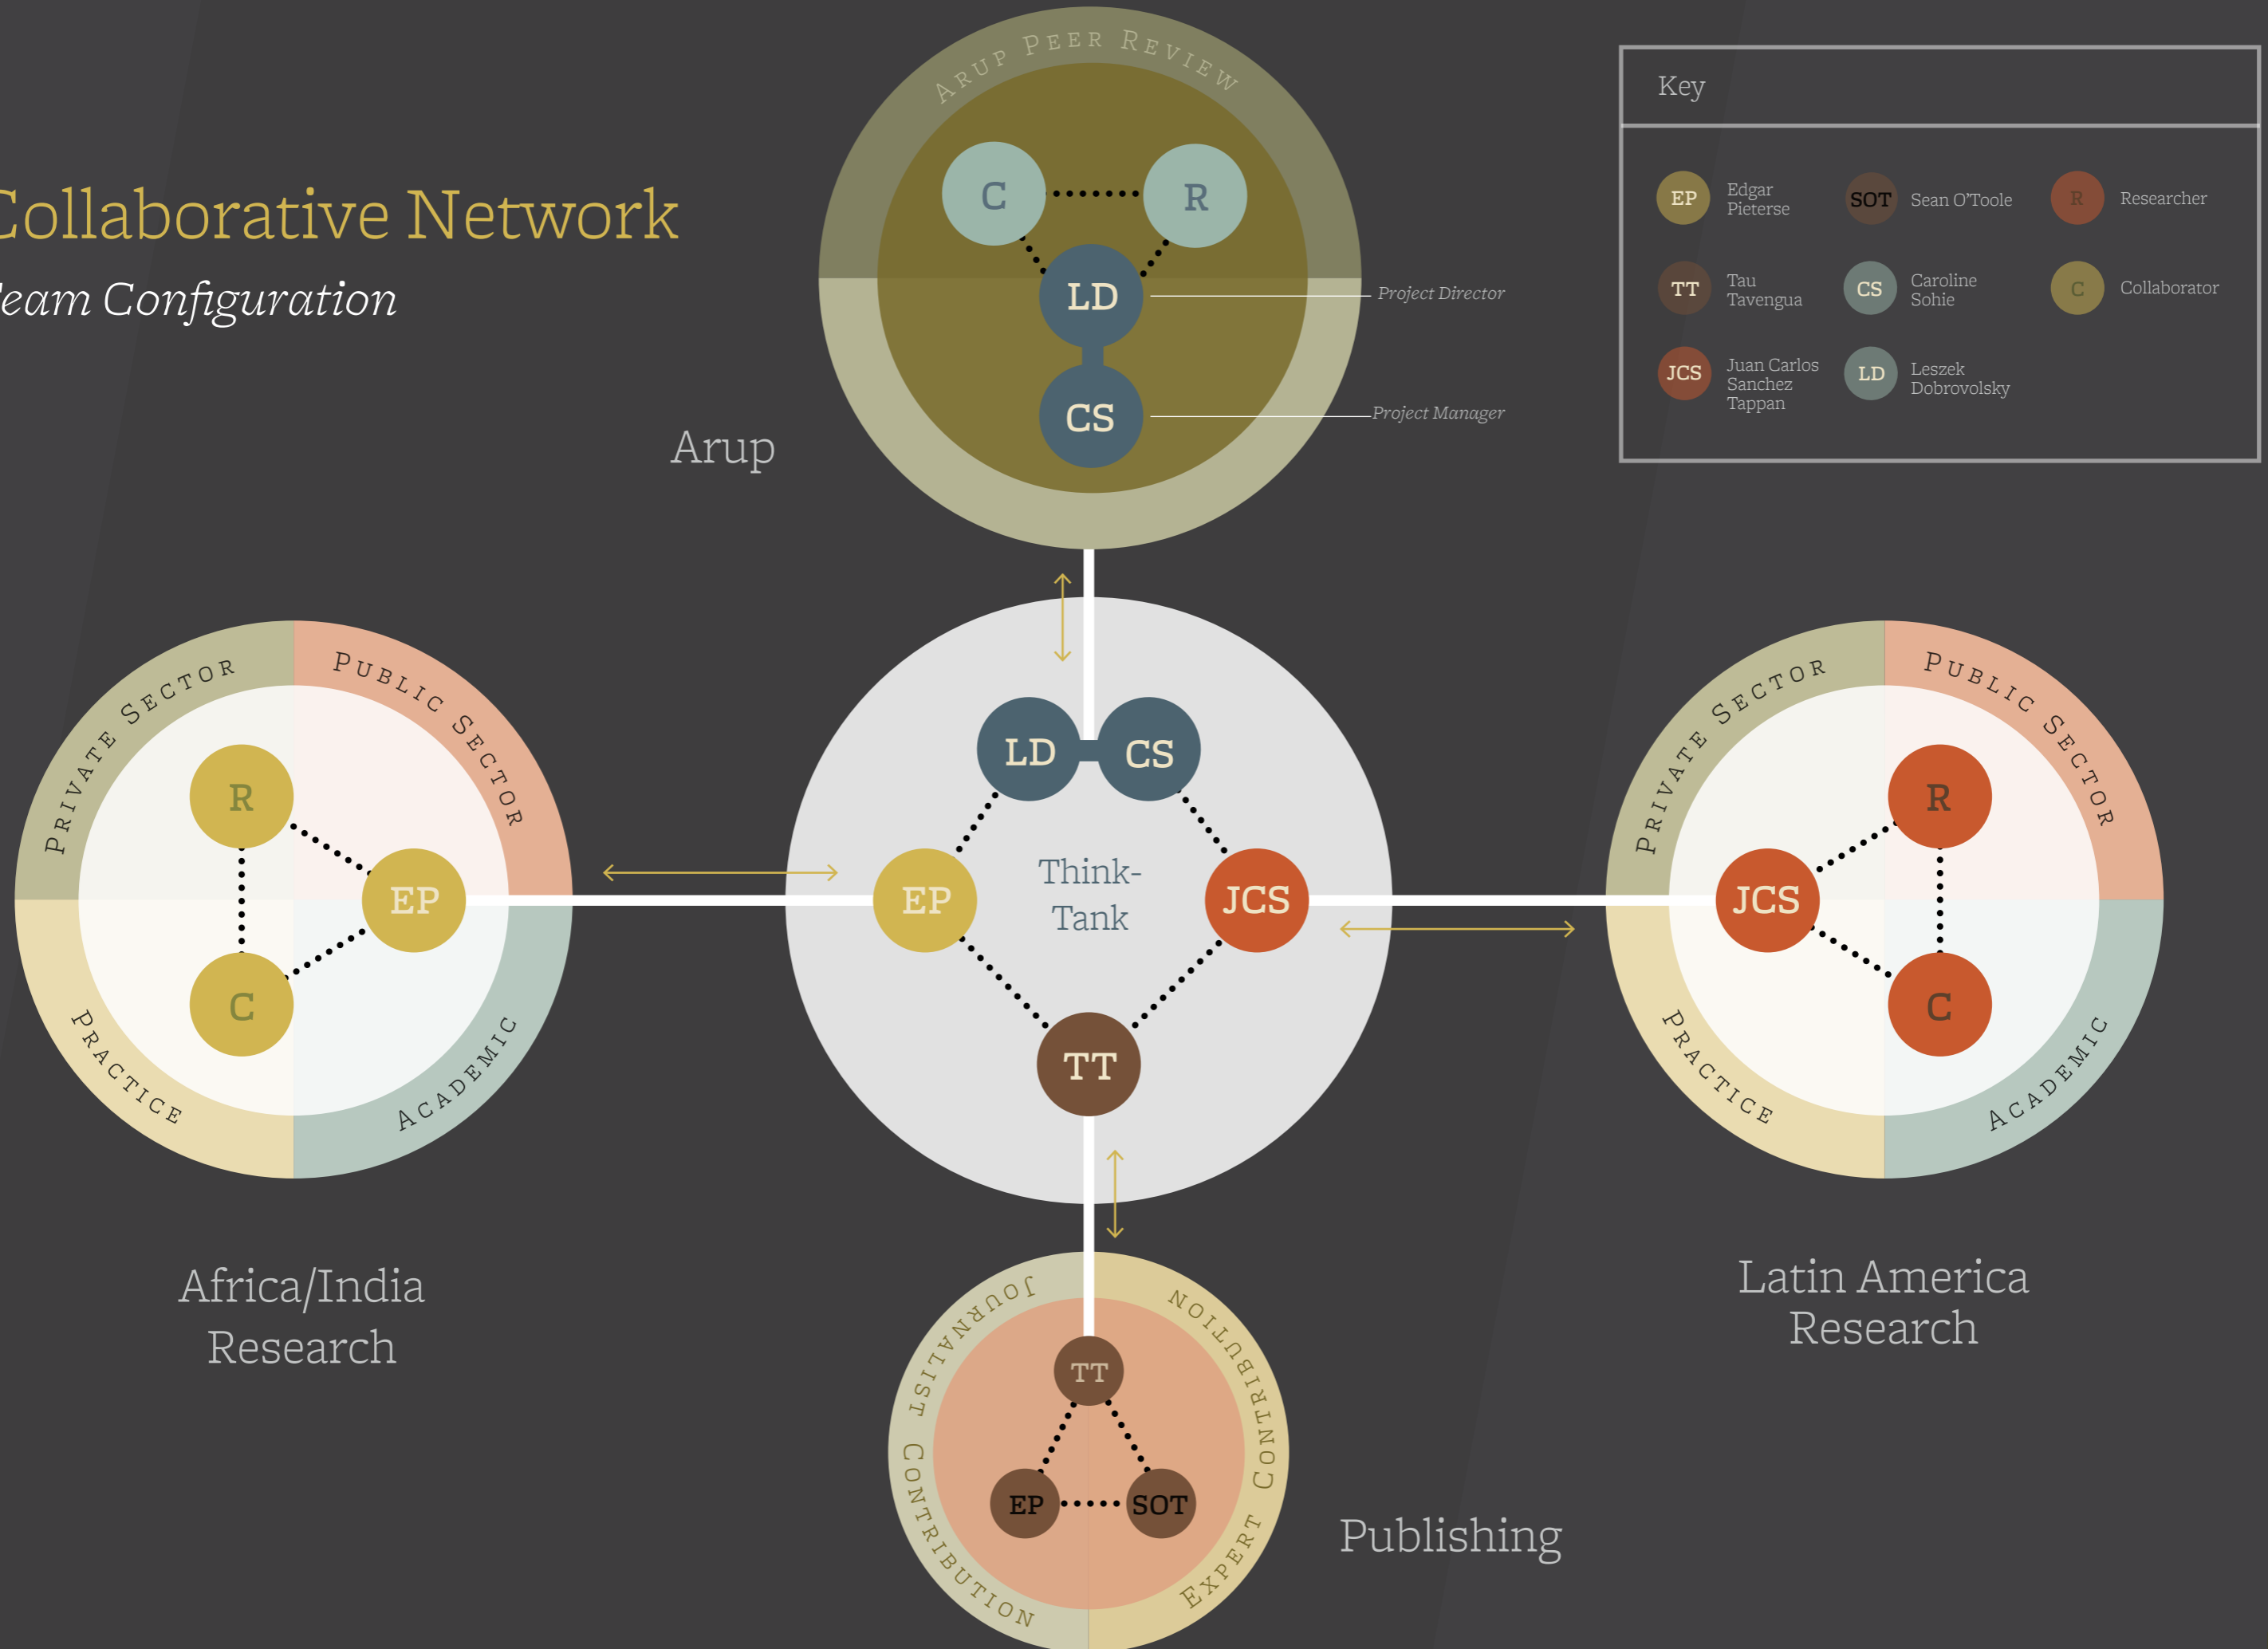 Collaborative Network
Team Configuration
ARUP PEER REVIEW
C
R
LD
CS
Project Director
Project Manager
Arup
Key
EP
Edgar
Pieterse
SOT
Sean O'Toole
R
Researcher
TT
Tau
Tavengua
CS
Caroline
Sohie
C
Collaborator
JCS
Juan Carlos
Sanchez
Tappan
LD
Leszek
Dobrovolsky
PRIVATE SECTOR
PUBLIC SECTOR
R
EP
C
PRACTICE
ACADEMIC
Africa/India
Research
LD
CS
EP
Think-
Tank
JCS
TT
PRIVATE SECTOR
PUBLIC SECTOR
R
JCS
C
PRACTICE
ACADEMIC
Latin America
Research
JOURNALIST CONTRIBUTION
EXPERT CONTRIBUTION
TT
EP
SOT
Publishing